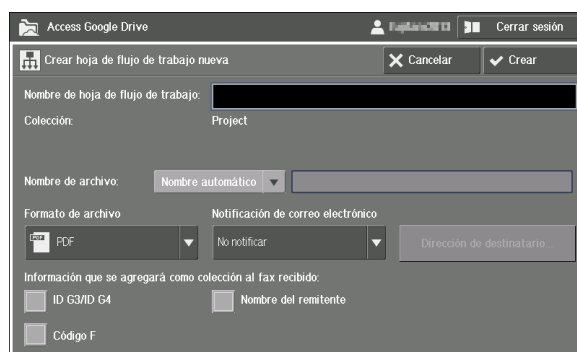 Access Google Drive
Cerrar sesión
Crear hoja de flujo de trabajo nueva
Cancelar
Crear
Nombre de hoja de flujo de trabajo:
Colección: Project
Nombre de archivo: Nombre automático
Formato de archivo
Notificación de correo electrónico
PDF
PDF
No notificar
Dirección de destinatario...
Información que se agregará como colección al fax recibido:
ID G3/ID G4
Nombre del remitente
Código F